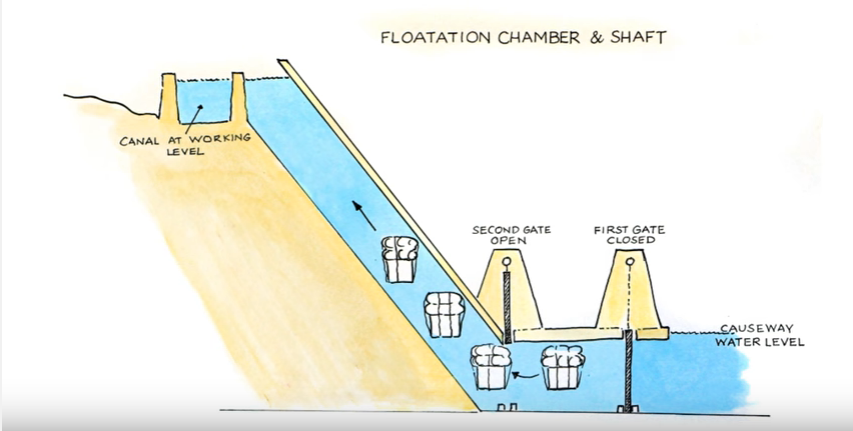 FLOATATION CHAMBER & SHAFT
CANAL AT WORKING
LEVEL
SECOND GATE
OPEN
FIRST GATE
CLOSED
CAUSEWAY
WATER LEVEL